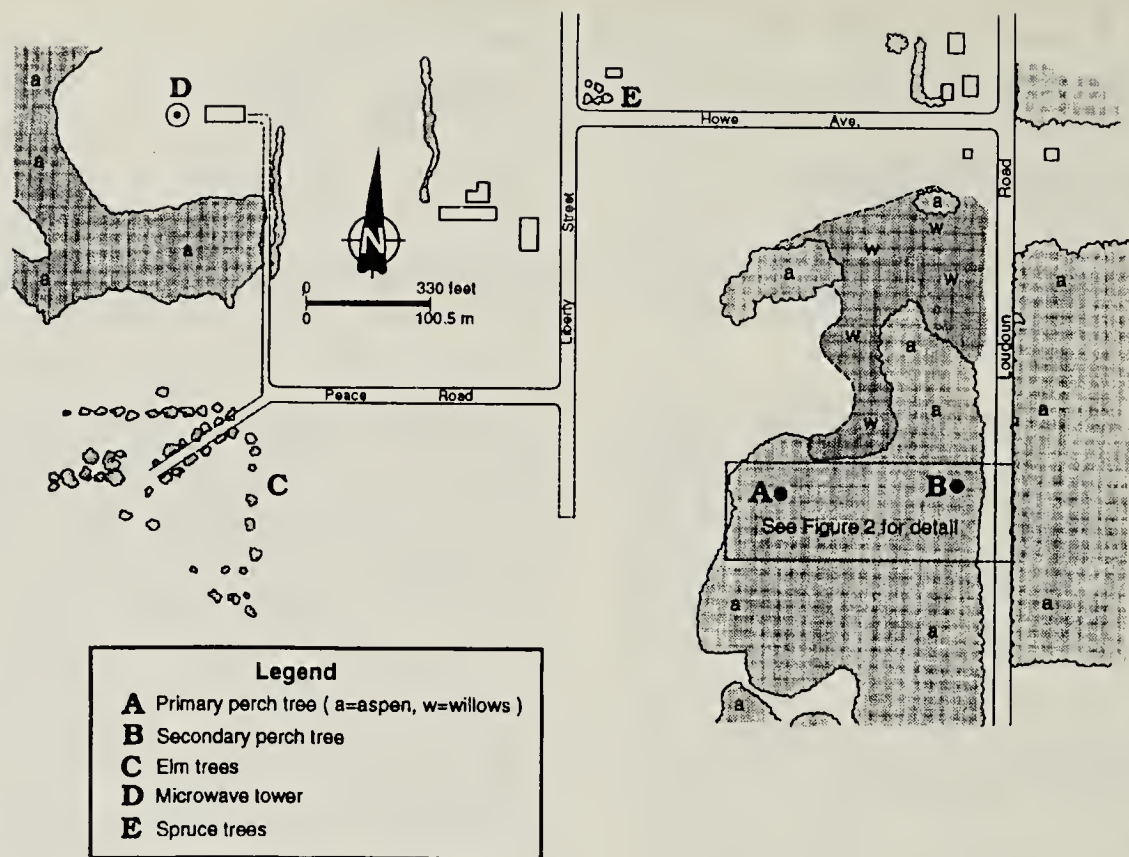 a
D
E
Howe Ave.
a
Street
Road
a
a
w
w
a
w
a
a
N
0 330 feet
0 100.5 m
Liberty
Loudoun
w
a
a
a
Peace Road
w
C
A B
See Figure 2 for detail
a
a
a
a
Legend
A Primary perch tree ( a=aspen, w=willows )
B Secondary perch tree
C Elm trees
D Microwave tower
E Spruce trees